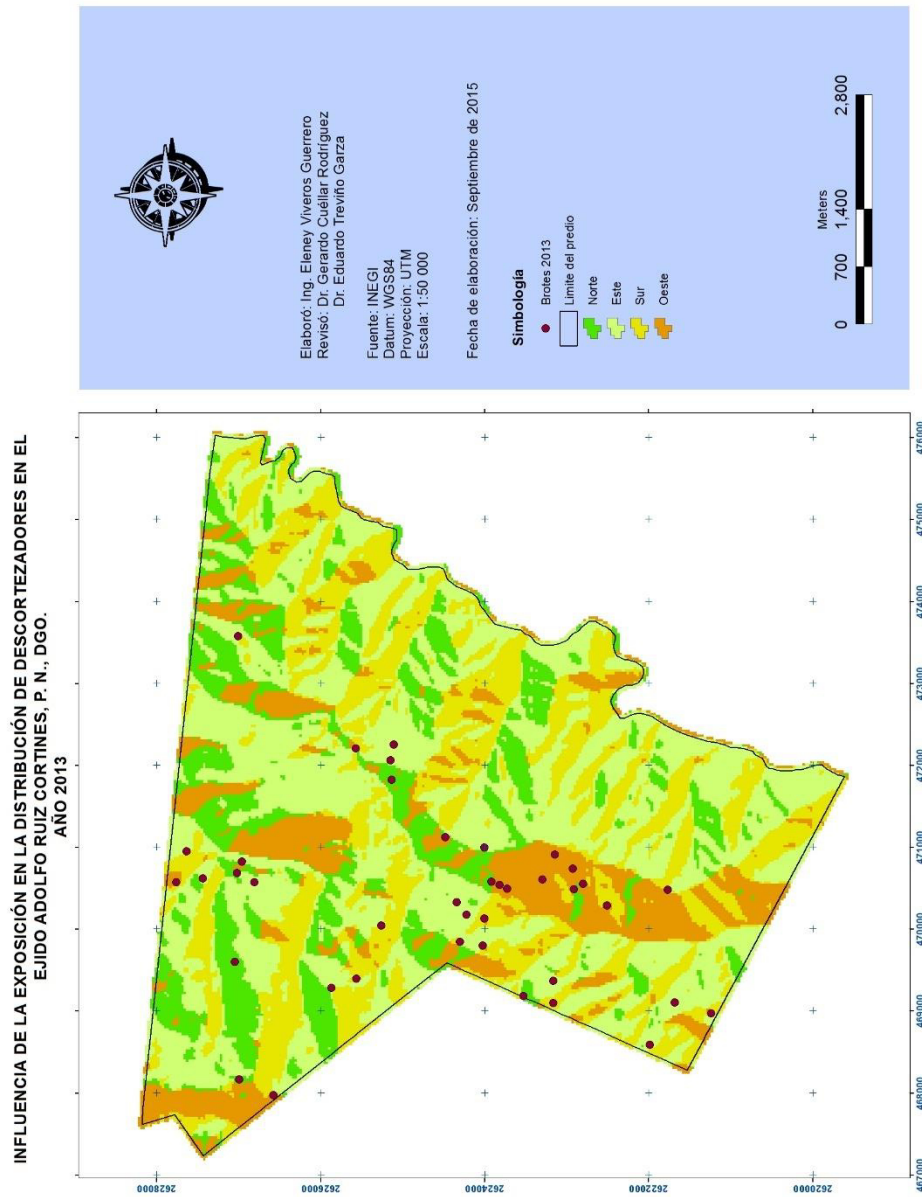 INFLUENCIA DE LA EXPOSICIÓN EN LA DISTRIBUCIÓN DE DESCORTEZADORES EN EL
EJIDO ADOLFO RUIZ CORTINES, P. N., DGO.
AÑO 2013
2628000
2626000
2624000
2622000
2620000
467000
468000
469000
470000
471000
472000
473000
474000
475000
476000
Elaboró: Ing. Eleney Viveros Guerrero
Revisó: Dr. Gerardo Cuéllar Rodríguez
Dr. Eduardo Treviño Garza
Fuente: INEGI
Datum: WGS84
Proyección: UTM
Escala: 1:50 000
Fecha de elaboración: Septiembre de 2015
Simbología
Brotes 2013
Limite del predio
Norte
Este
Sur
Oeste
Meters
0 700 1,400 2,800